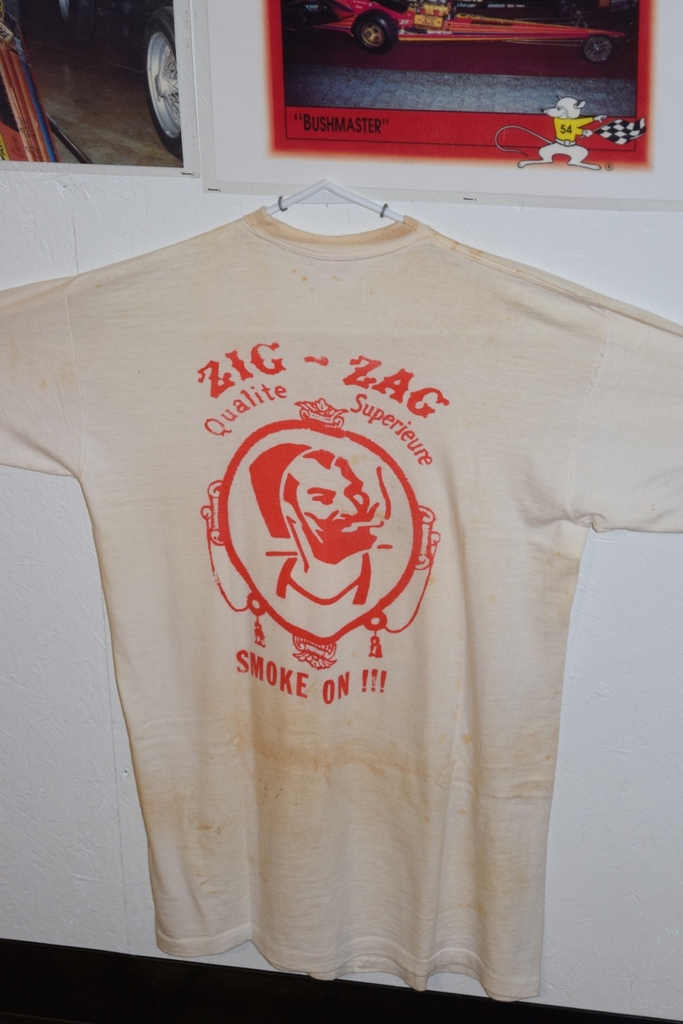 "BUSHMASTER"
54
®
ZIG - ZAG
Qualite Superieure
SMOKE ON !!!